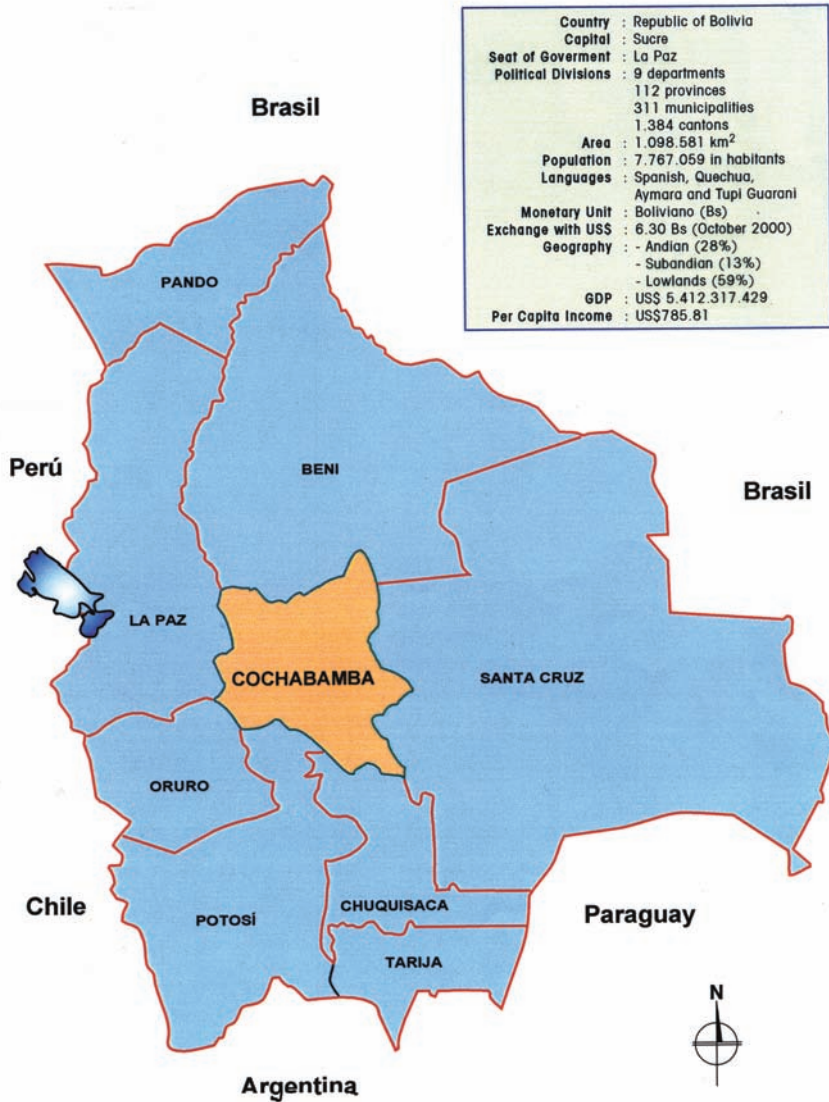 Country : Republic of Bolivia
Capital : Sucre
Seat of Goverment : La Paz
Political Divisions : 9 departments
112 provinces
311 municipalities
1.384 cantons
Area : 1.098.581 km²
Population : 7.767.059 in habitants
Languages : Spanish, Quechua,
Aymara and Tupi Guarani
Monetary Unit : Boliviano (Bs)
Exchange with US$ : 6.30 Bs (October 2000)
Geography : - Andian (28%)
- Subandian (13%)
- Lowlands (59%)
GDP : US$ 5.412.317.429
Per Capita Income : US$785.81
Brasil
PANDO
Perú
BENI
Brasil
LA PAZ
COCHABAMBA
SANTA CRUZ
ORURO
Chile
POTOSÍ
CHUQUISACA
Paraguay
TARIJA
N
Argentina